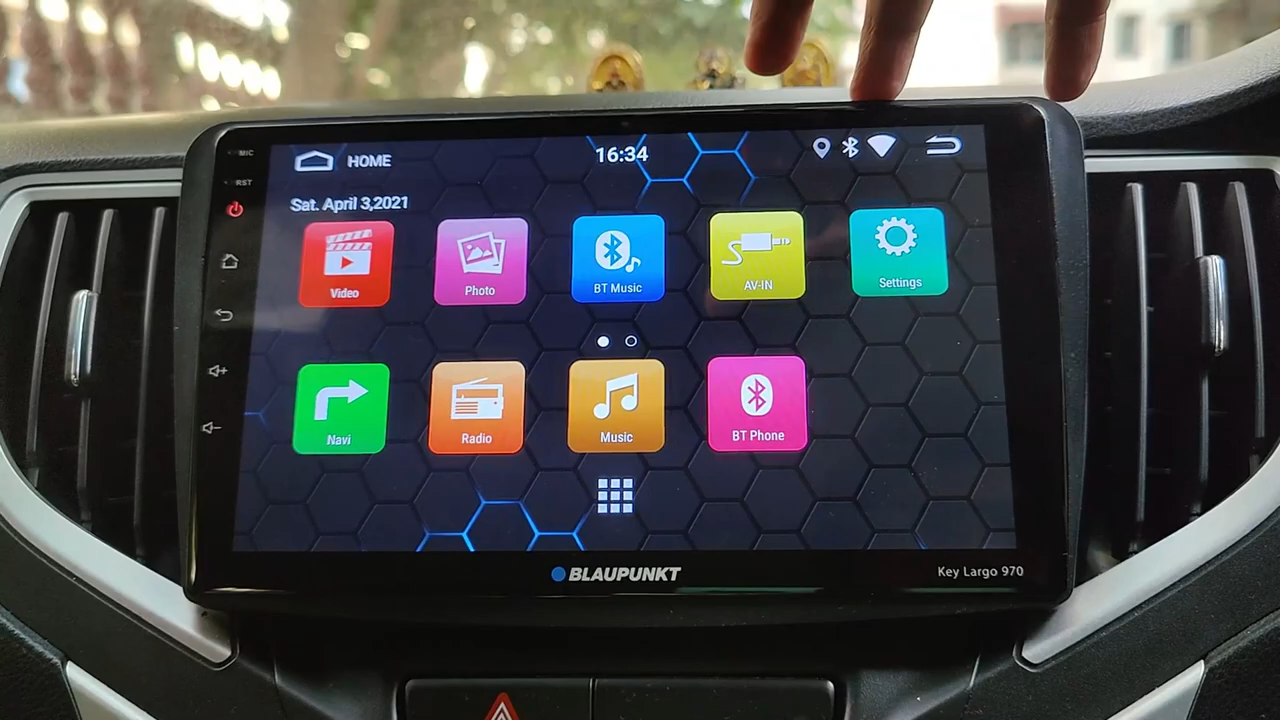 MIC
HOME
16:34
RST
Sat. April 3,2021
Video
Photo
BT Music
AV-IN
Settings
Navi
Radio
Music
BT Phone
BLAUPUNKT
Key Largo 970